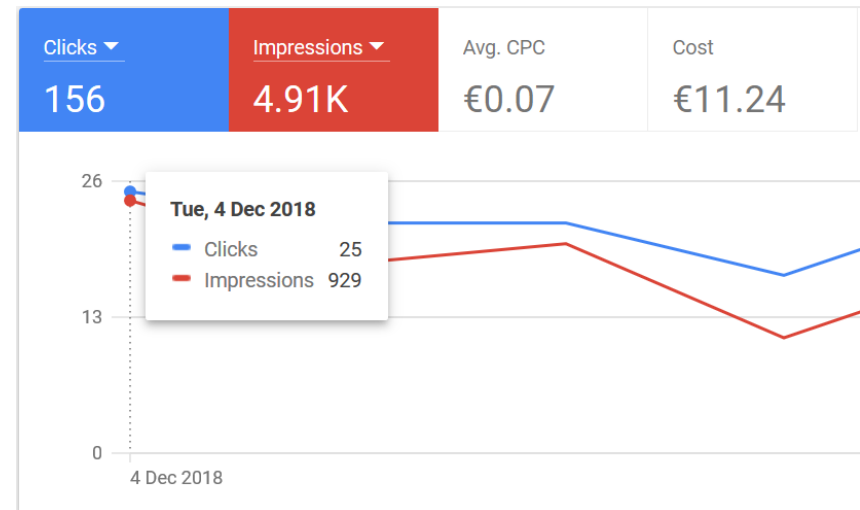 Clicks Impressions Avg. CPC Cost
156 4.91K €0.07 €11.24
26
Tue, 4 Dec 2018
Clicks 25
Impressions 929
13
0
4 Dec 2018